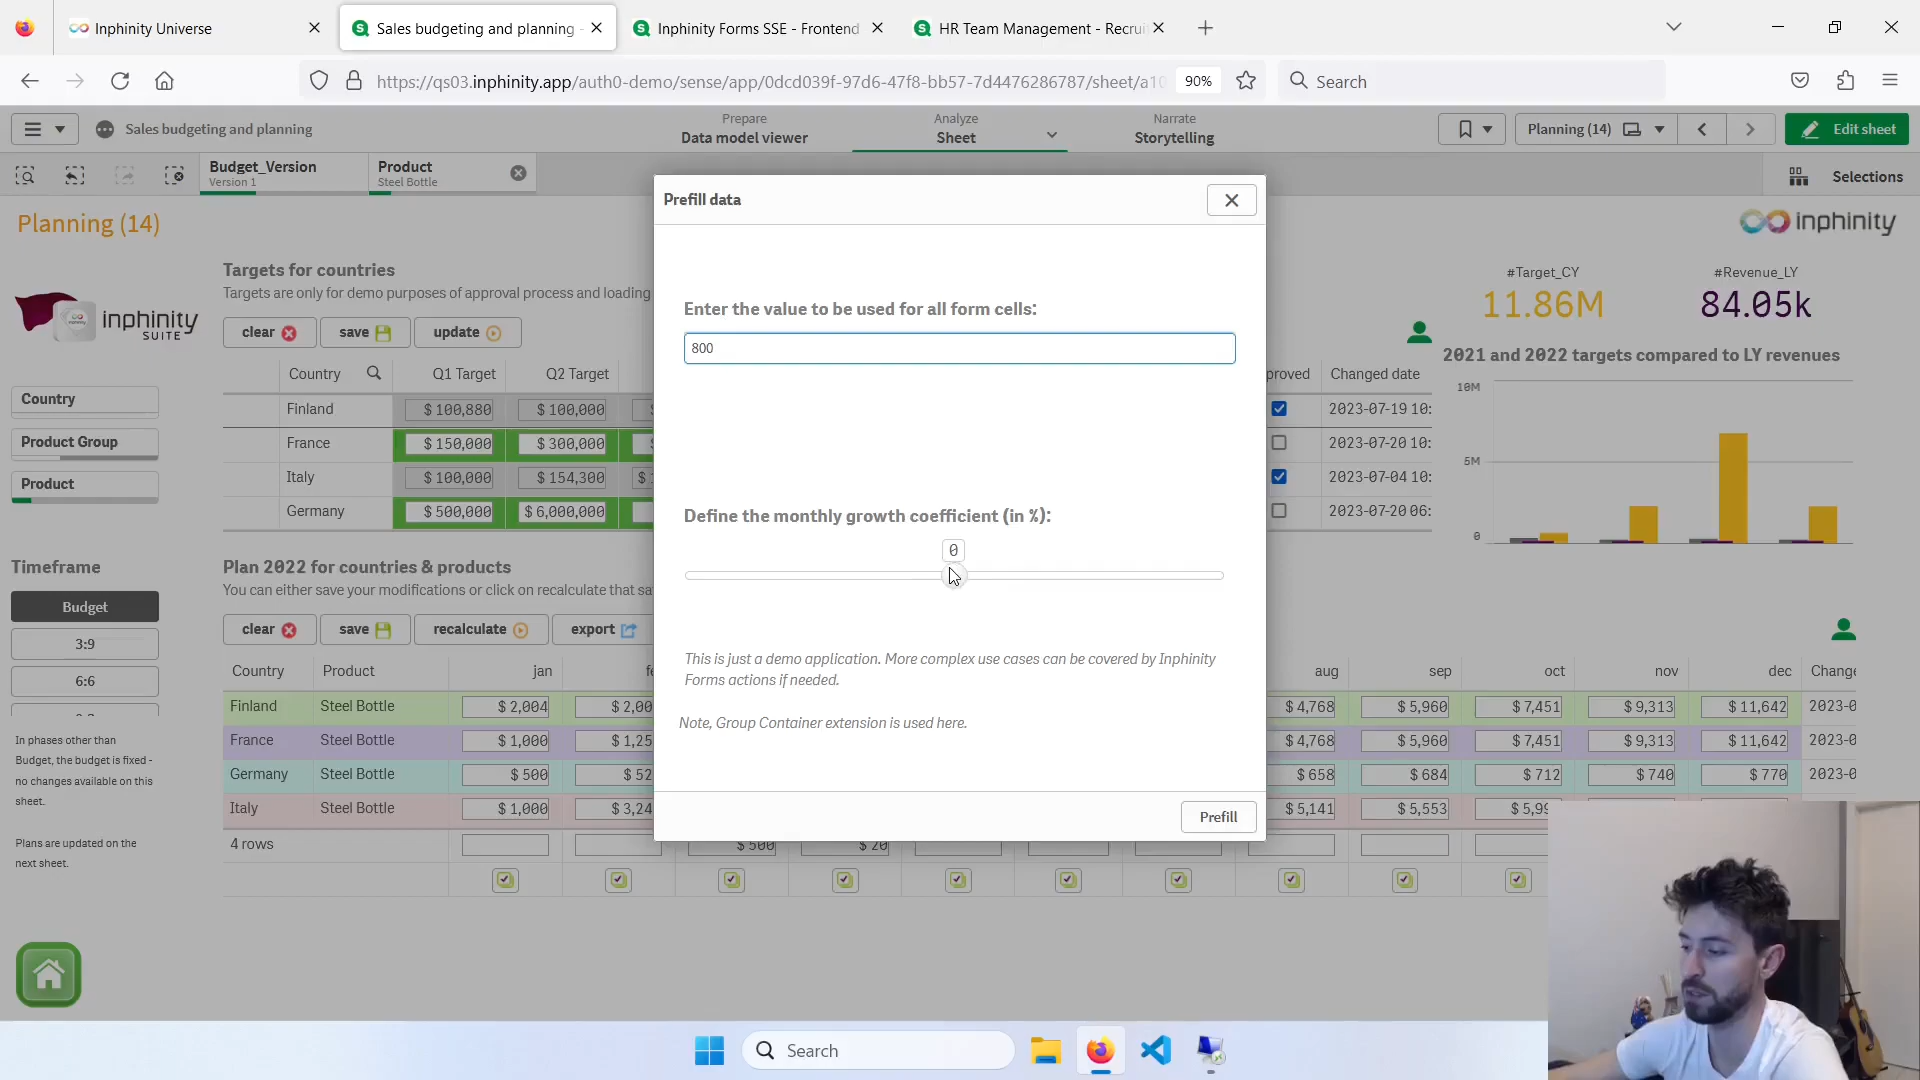 Inphinity Universe
Sales budgeting and planning -
Inphinity Forms SSE - Frontend
HR Team Management - Recrui
https://qs03.inphinity.app/auth0-demo/sense/app/0dcd039f-97d6-47f8-bb57-7d4476286787/sheet/a10
90%
Search
Sales budgeting and planning
Prepare
Data model viewer
Analyze
Sheet
Narrate
Storytelling
Planning (14)
Edit sheet
Budget_Version
Version 1
Product
Steel Bottle
Selections
Planning (14)
inphinity
SUITE
Country
Product Group
Product
Timeframe
Budget
3:9
6:6
In phases other than
Budget, the budget is fixed -
no changes available on this
sheet.
Plans are updated on the
next sheet.
Targets for countries
Targets are only for demo purposes of approval process and loading
clear save update
Country Q1 Target Q2 Target
Finland $ 100,880 $ 100,000
France $ 150,000 $ 300,000
Italy $ 100,000 $ 154,300
Germany $ 500,000 $ 6,000,000
proved Changed date
2023-07-19 10:
2023-07-20 10:
2023-07-04 10:
2023-07-20 06:
Plan 2022 for countries & products
You can either save your modifications or click on recalculate that sa
clear save recalculate export
Country Product jan fe aug sep oct nov dec Change
Finland Steel Bottle $ 2,004 $ 2,00 $ 4,768 $ 5,960 $ 7,451 $ 9,313 $ 11,642 2023-0
France Steel Bottle $ 1,000 $ 1,25 $ 4,768 $ 5,960 $ 7,451 $ 9,313 $ 11,642 2023-0
Germany Steel Bottle $ 500 $ 52 $ 658 $ 684 $ 712 $ 740 $ 770 2023-0
Italy Steel Bottle $ 1,000 $ 3,24 $ 5,141 $ 5,553 $ 5,99
4 rows $ 500 $ 20
Prefill data
Enter the value to be used for all form cells:
800
Define the monthly growth coefficient (in %):
0
This is just a demo application. More complex use cases can be covered by Inphinity
Forms actions if needed.
Note, Group Container extension is used here.
Prefill
inphinity
#Target_CY
11.86M
#Revenue_LY
84.05k
2021 and 2022 targets compared to LY revenues
10M
5M
0
Search